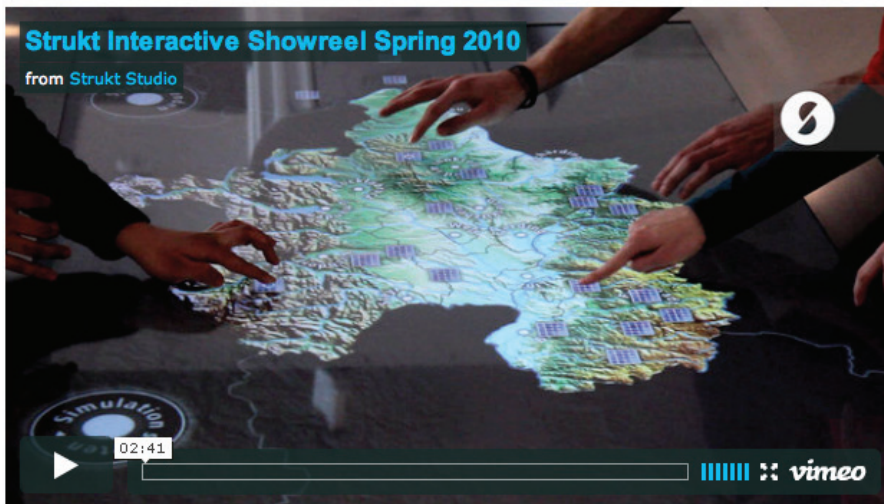 Strukt Interactive Showreel Spring 2010
from Strukt Studio
Simulation
02:41
vimeo